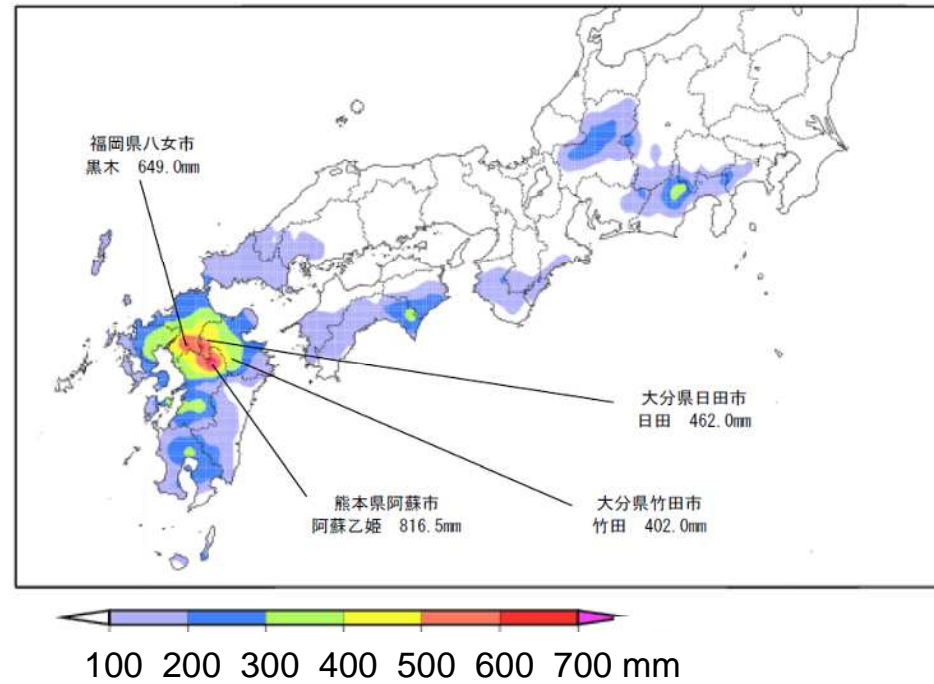 福岡県八女市
黒木 649.0mm
大分県日田市
日田 462.0mm
熊本県阿蘇市
阿蘇乙姫 816.5mm
大分県竹田市
竹田 402.0mm
100 200 300 400 500 600 700 mm